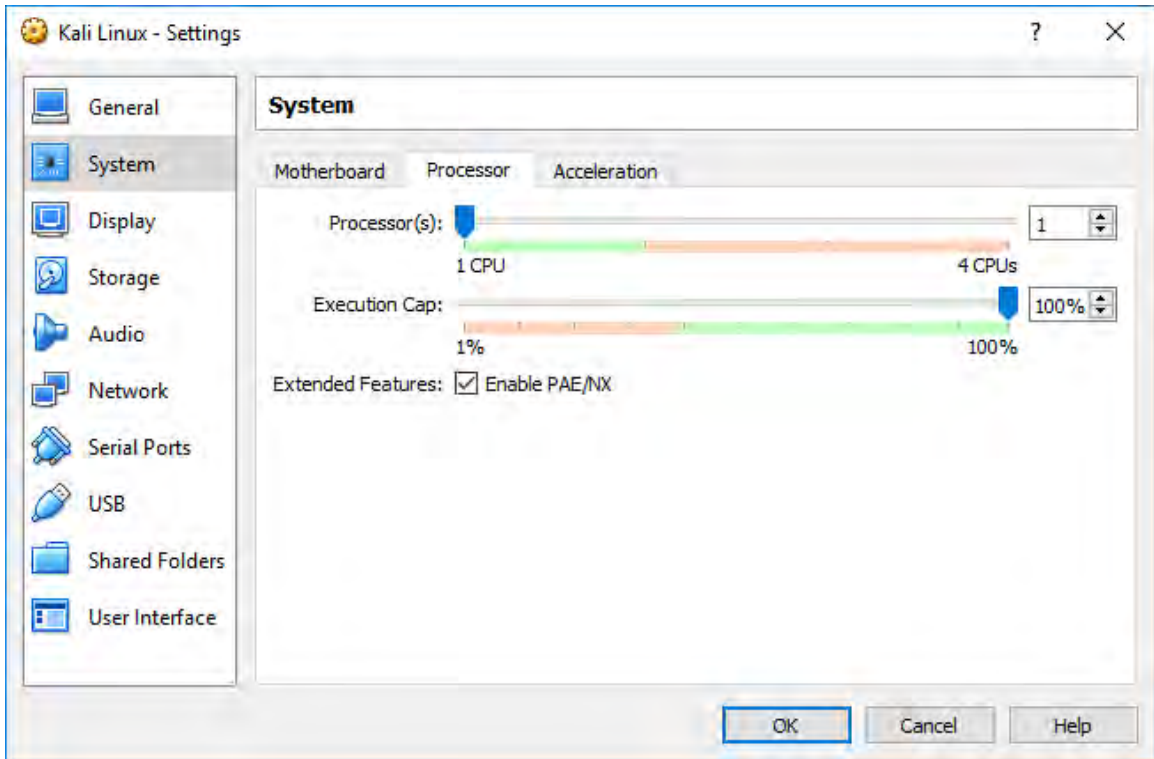 Kali Linux - Settings
?
General
System
Display
Storage
Audio
Network
Serial Ports
USB
Shared Folders
User Interface
System
Motherboard Processor Acceleration
Processor(s): 1
1 CPU 4 CPUs
Execution Cap: 100%
1% 100%
Extended Features: Enable PAE/NX
OK Cancel Help